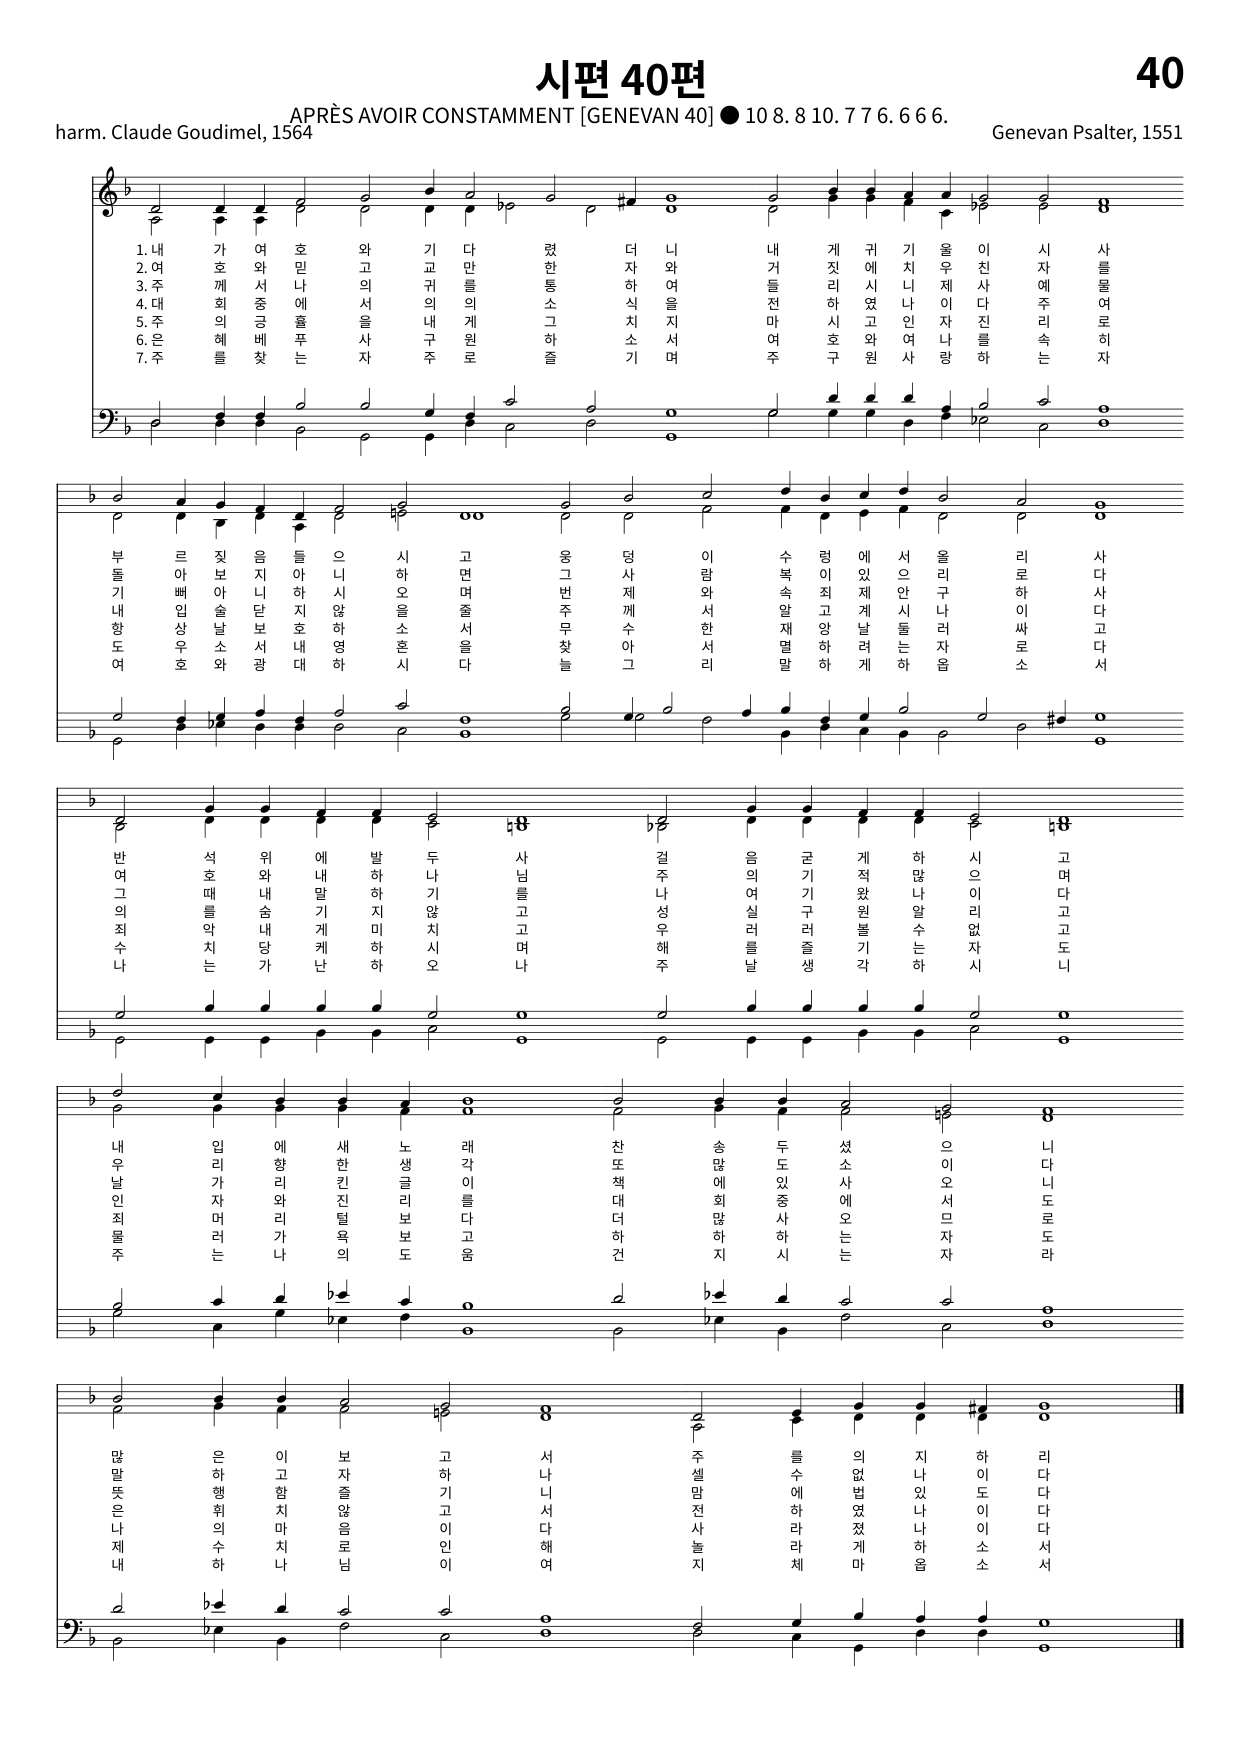 시편 40편
40
APRÈS AVOIR CONSTAMMENT [GENEVAN 40] ● 10 8. 8 10. 7 7 6. 6 6 6.
harm. Claude Goudimel, 1564
Genevan Psalter, 1551
1. 내 가 여 호 와 기 다 렸 더 니 내 게 귀 기 울 이 시 사
2. 여 호 와 믿 고 교 만 한 자 와 거 짓 에 치 우 친 자 를
3. 주 께 서 나 의 귀 를 통 하 여 들 리 시 니 제 사 예 물
4. 대 회 중 에 서 의 의 소 식 을 전 하 였 나 이 다 주 여
5. 주 의 긍 휼 을 내 게 그 치 지 마 시 고 인 자 진 리 로
6. 은 혜 베 푸 사 구 원 하 소 서 여 호 와 여 나 를 속 히
7. 주 를 찾 는 자 주 로 즐 기 며 주 구 원 사 랑 하 는 자
부 르 짖 음 들 으 시 고 웅 덩 이 수 렁 에 서 올 리 사
돌 아 보 지 아 니 하 면 그 사 람 복 이 있 으 리 로 다
기 뻐 아 니 하 시 오 며 번 제 와 속 죄 제 안 구 하 사
내 입 술 닫 지 않 을 줄 주 께 서 알 고 계 시 나 이 다
항 상 날 보 호 하 소 서 무 수 한 재 앙 날 둘 러 싸 고
도 우 소 서 내 영 혼 을 찾 아 서 멸 하 려 는 자 로 다
여 호 와 광 대 하 시 다 늘 그 리 말 하 게 하 옵 소 서
반 석 위 에 발 두 사 걸 음 굳 게 하 시 고
여 호 와 내 하 나 님 주 의 기 적 많 으 며
그 때 내 말 하 기 를 나 여 기 왔 나 이 다
의 를 숨 기 지 않 고 성 실 구 원 알 리 고
죄 악 내 게 미 치 고 우 러 러 볼 수 없 고
수 치 당 케 하 시 며 해 를 즐 기 는 자 도
나 는 가 난 하 오 나 주 날 생 각 하 시 니
내 입 에 새 노 래 찬 송 두 셨 으 니
우 리 향 한 생 각 또 많 도 소 이 다
날 가 리 킨 글 이 책 에 있 사 오 니
인 자 와 진 리 를 대 회 중 에 서 도
죄 머 리 털 보 다 더 많 사 오 므 로
물 러 가 욕 보 고 하 하 하 는 자 도
주 는 나 의 도 움 건 지 시 는 자 라
많 은 이 보 고 서 주 를 의 지 하 리
말 하 고 자 하 나 셀 수 없 나 이 다
뜻 행 함 즐 기 니 맘 에 법 있 도 다
은 휘 치 않 고 서 전 하 였 나 이 다
나 의 마 음 이 다 사 라 졌 나 이 다
제 수 치 로 인 해 놀 라 게 하 소 서
내 하 나 님 이 여 지 체 마 옵 소 서